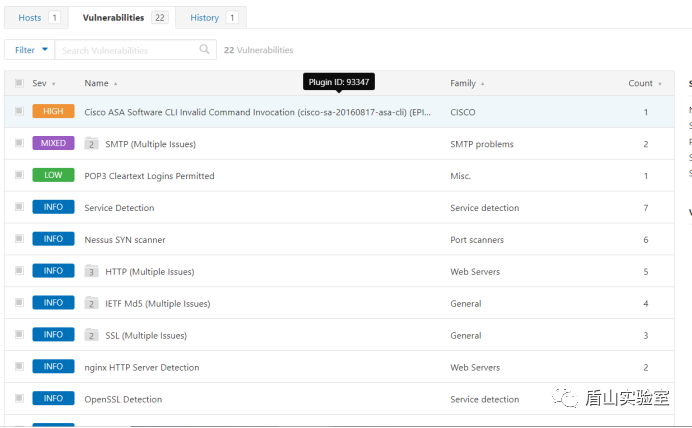 Hosts 1 Vulnerabilities 22 History 1
Filter Search Vulnerabilities 22 Vulnerabilities
Plugin ID: 93347
Sev Name Family Count
HIGH Cisco ASA Software CLI Invalid Command Invocation (cisco-sa-20160817-asa-cli) (EPI... CISCO 1
MIXED 2 SMTP (Multiple Issues) SMTP problems 2
LOW POP3 Cleartext Logins Permitted Misc. 1
INFO Service Detection Service detection 7
INFO Nessus SYN scanner Port scanners 6
INFO 3 HTTP (Multiple Issues) Web Servers 5
INFO 2 IETF Md5 (Multiple Issues) General 4
INFO 2 SSL (Multiple Issues) General 3
INFO nginx HTTP Server Detection Web Servers 2
INFO OpenSSL Detection Service detection
盾山实验室